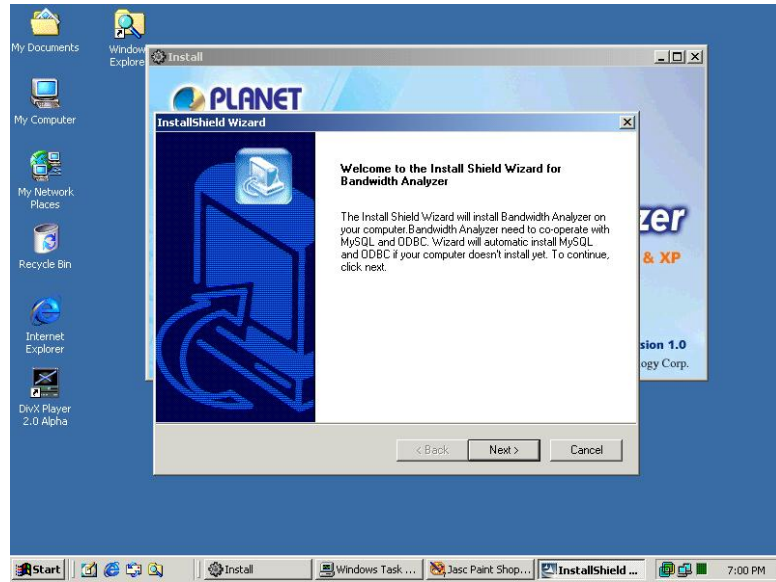 My Documents
Window
Explore
My Computer
My Network
Places
Recycle Bin
Internet
Explorer
DivX Player
2.0 Alpha
Install
PLANET
InstallShield Wizard
Welcome to the Install Shield Wizard for
Bandwidth Analyzer
The Install Shield Wizard will install Bandwidth Analyzer on
your computer.Bandwidth Analyzer need to co-operate with
MySQL and ODBC. Wizard will automatic install MySQL
and ODBC if your computer doesn't install yet. To continue,
click next.
zer
& XP
sion 1.0
ogy Corp.
< Back
Next >
Cancel
Start
Install
Windows Task ...
Jasc Paint Shop...
InstallShield ...
7:00 PM